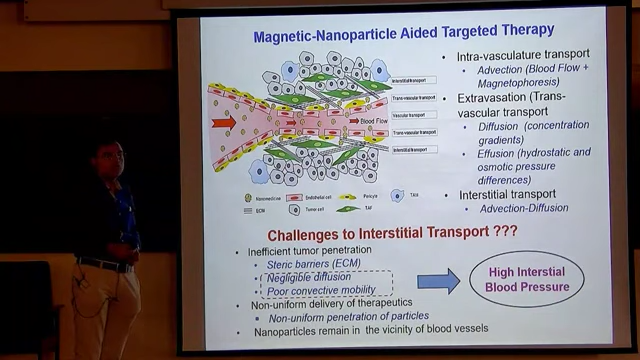 Magnetic-Nanoparticle Aided Targeted Therapy
Interstitial transport
Trans-vascular transport
Vascular transport
Trans-vascular transport
Interstitial transport
Blood Flow
Nanomedicine
Endothelial cell
Pericyte
TAM
ECM
Tumor cell
TAF
• Intra-vasculature transport
• Advection (Blood Flow +
Magnetophoresis)
• Extravasation (Trans-
vascular transport)
• Diffusion (concentration
gradients)
• Effusion (hydrostatic and
osmotic pressure
differences)
• Interstitial transport
• Advection-Diffusion
Challenges to Interstitial Transport ???
• Inefficient tumor penetration
• Steric barriers (ECM)
• Negligible diffusion
• Poor convective mobility
• Non-uniform delivery of therapeutics
▪ Non-uniform penetration of particles
• Nanoparticles remain in the vicinity of blood vessels
High Interstial
Blood Pressure